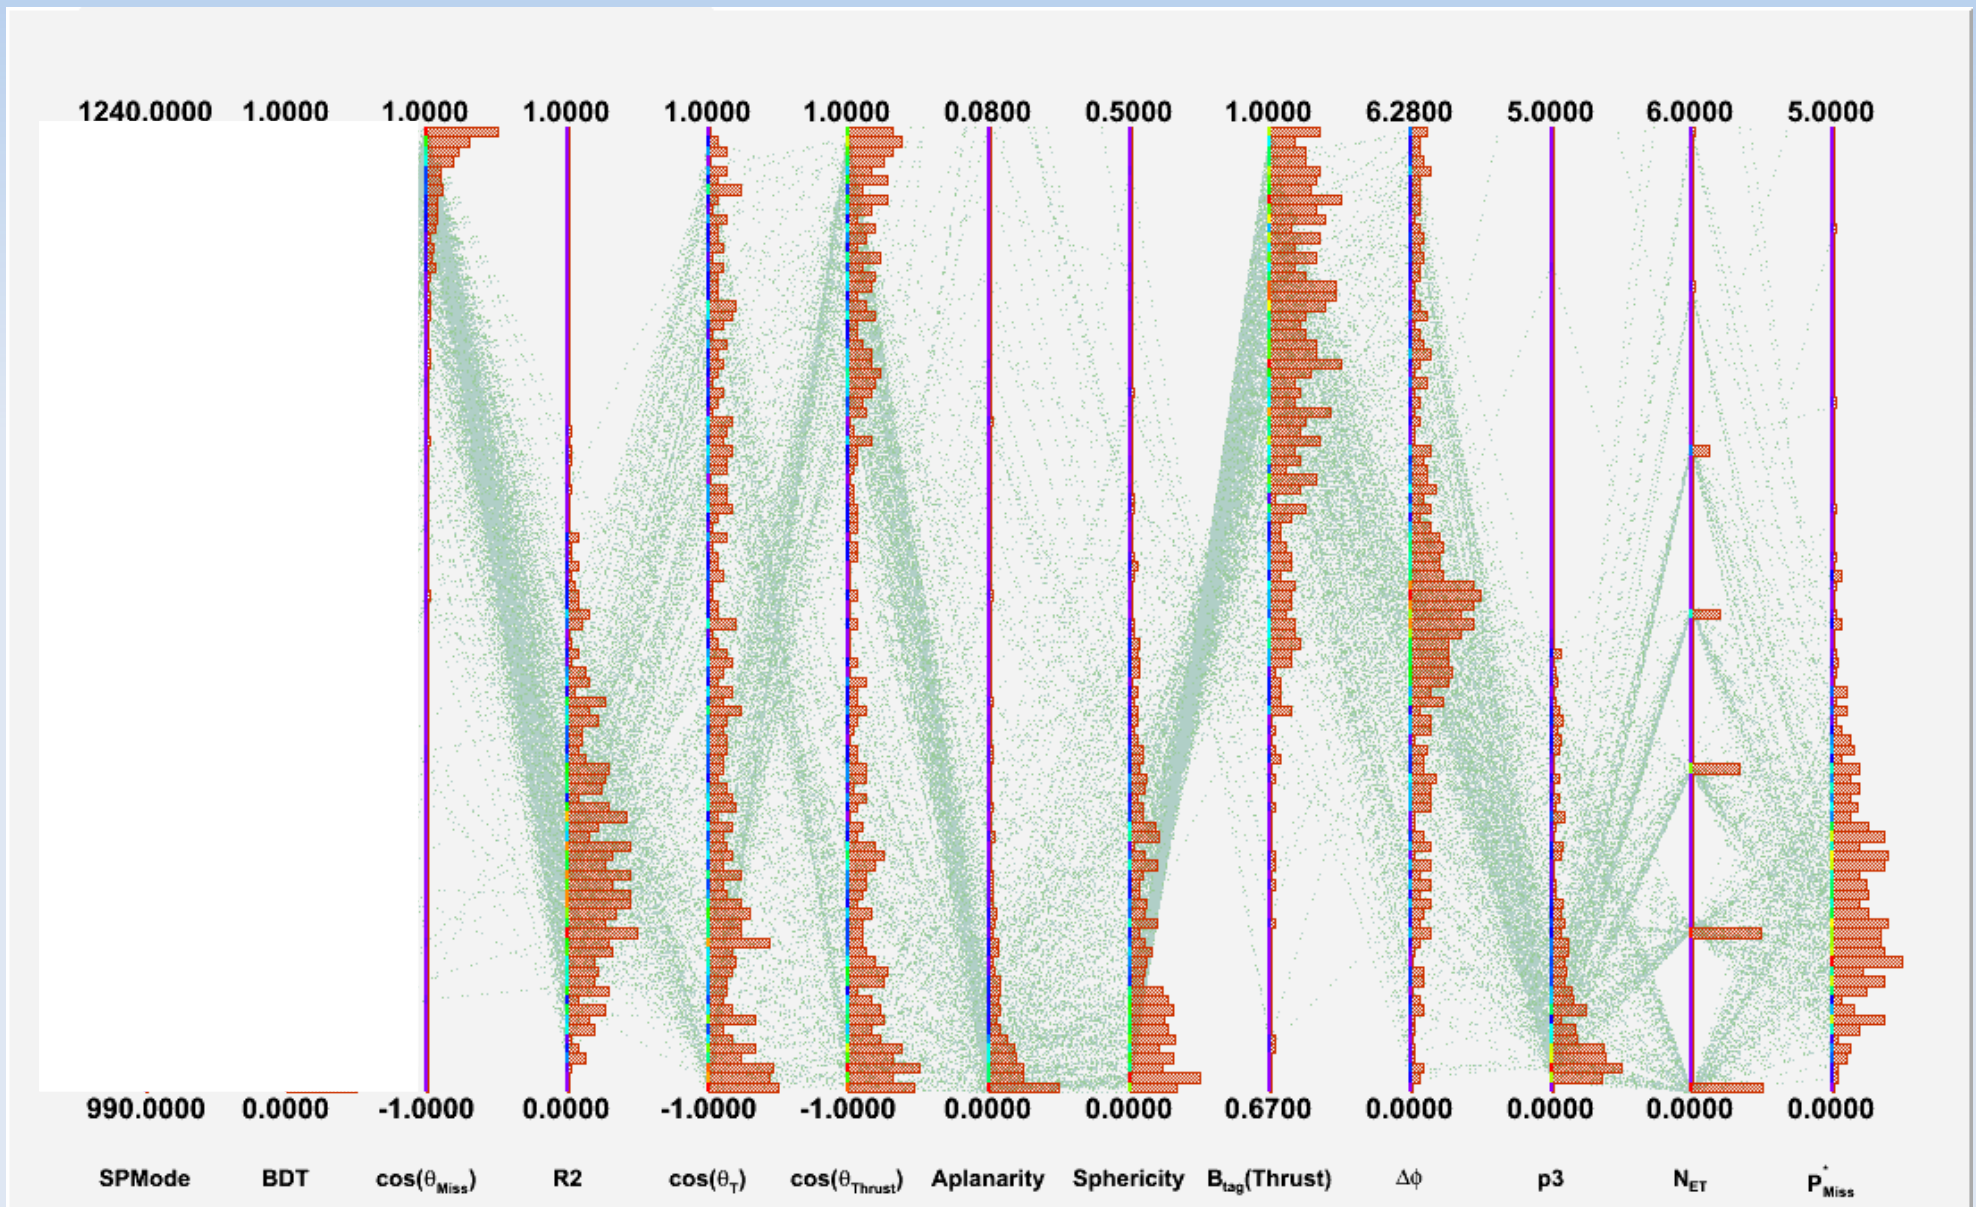 1240.0000 1.0000 1.0000 1.0000 1.0000 1.0000 0.0800 0.5000 1.0000 6.2800 5.0000 6.0000 5.0000
990.0000 0.0000 -1.0000 0.0000 -1.0000 -1.0000 0.0000 0.0000 0.6700 0.0000 0.0000 0.0000 0.0000
SPMode BDT cos(θMiss) R2 cos(θT) cos(θThrust) Aplanarity Sphericity Btag(Thrust) Δϕ p3 NET P*Miss